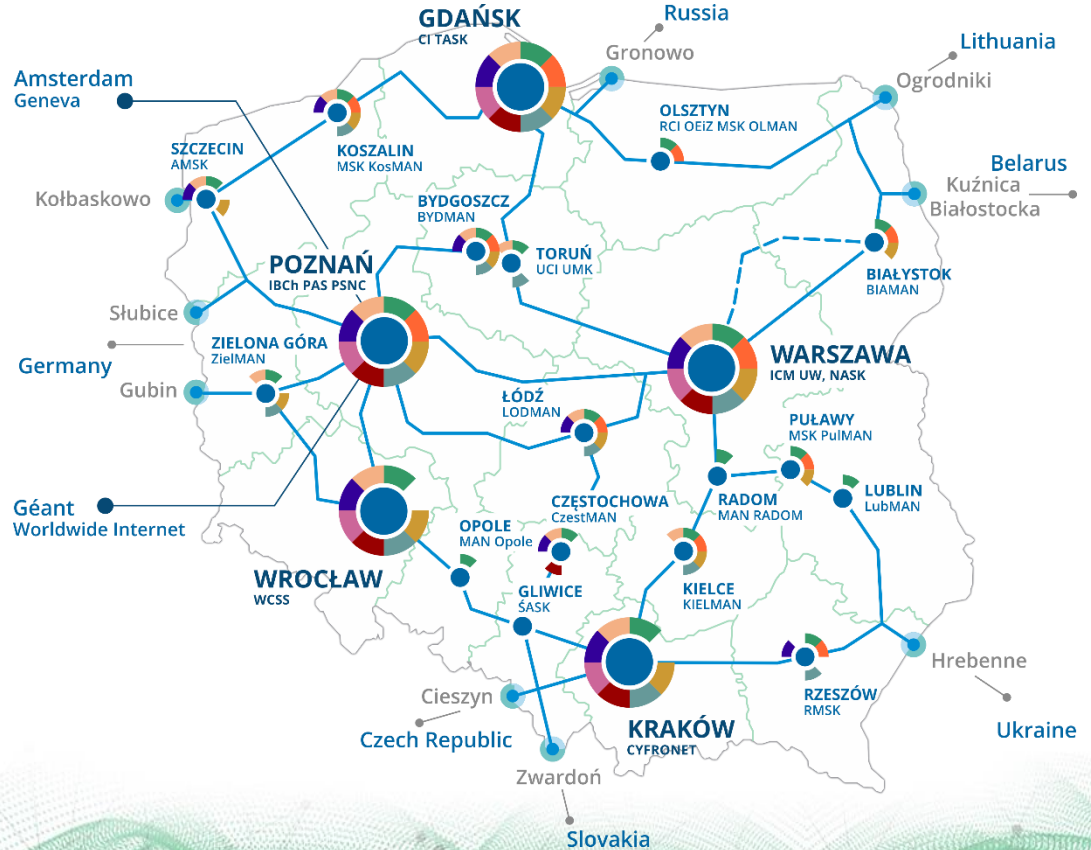 GDAŃSK
CI TASK
Russia
Gronowo
Lithuania
Ogrodniki
Amsterdam
Geneva
OLSZTYN
RCI OEiZ MSK OLMAN
SZCZECIN
AMSK
KOSZALIN
MSK KosMAN
Belarus
Kuźnica
Białostocka
Kołbaskowo
BYDGOSZCZ
BYDMAN
TORUŃ
UCI UMK
POZNAŃ
IBCh PAS PSNC
BIAŁYSTOK
BIAMAN
Słubice
ZIELONA GÓRA
ZielMAN
Germany
WARSZAWA
ICM UW, NASK
Gubin
ŁÓDŹ
LODMAN
PUŁAWY
MSK PulMAN
Géant
Worldwide Internet
CZĘSTOCHOWA
CzestMAN
RADOM
MAN RADOM
LUBLIN
LubMAN
OPOLE
MAN Opole
WROCŁAW
WCSS
GLIWICE
ŚASK
KIELCE
KIELMAN
Hrebenne
Cieszyn
RZESZÓW
RMSK
Czech Republic
KRAKÓW
CYFRONET
Ukraine
Zwardoń
Slovakia